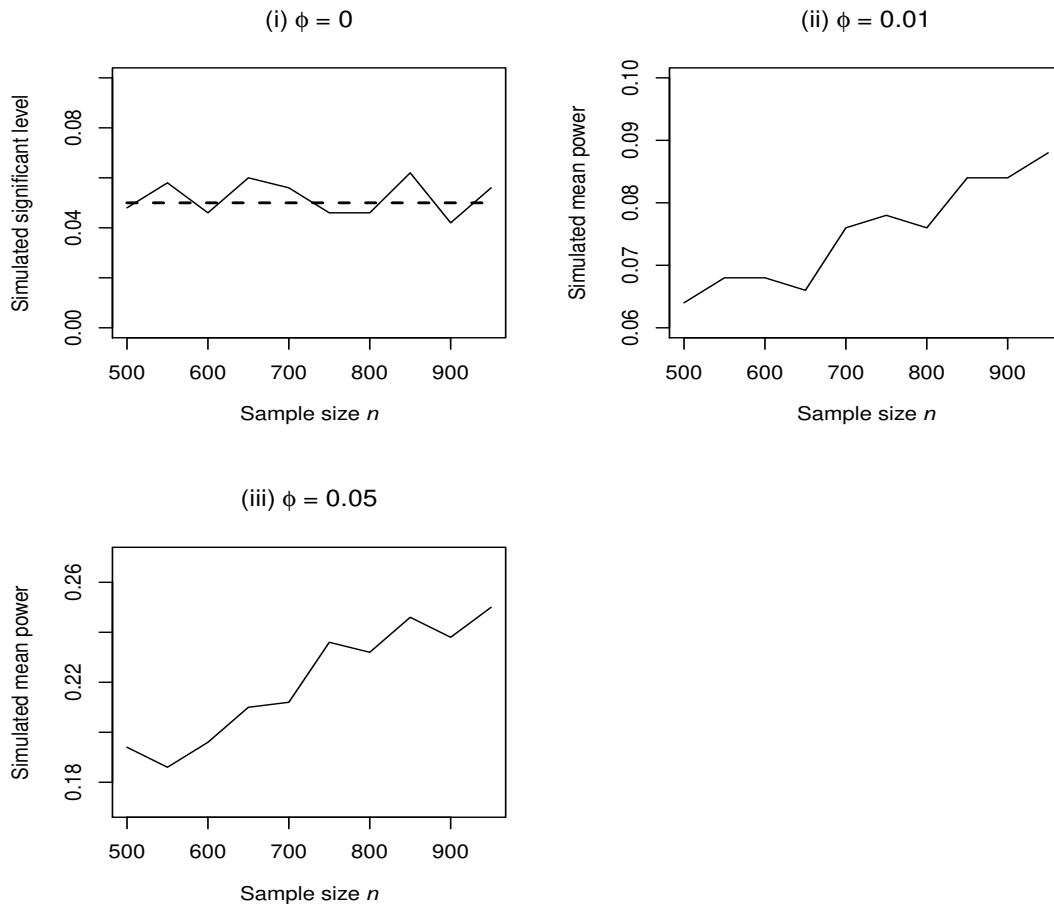 (i) ϕ = 0
Simulated significant level
0.00 0.04 0.08
500 600 700 800 900
Sample size n
(ii) ϕ = 0.01
Simulated mean power
0.06 0.07 0.08 0.09 0.10
500 600 700 800 900
Sample size n
(iii) ϕ = 0.05
Simulated mean power
0.18 0.22 0.26
500 600 700 800 900
Sample size n